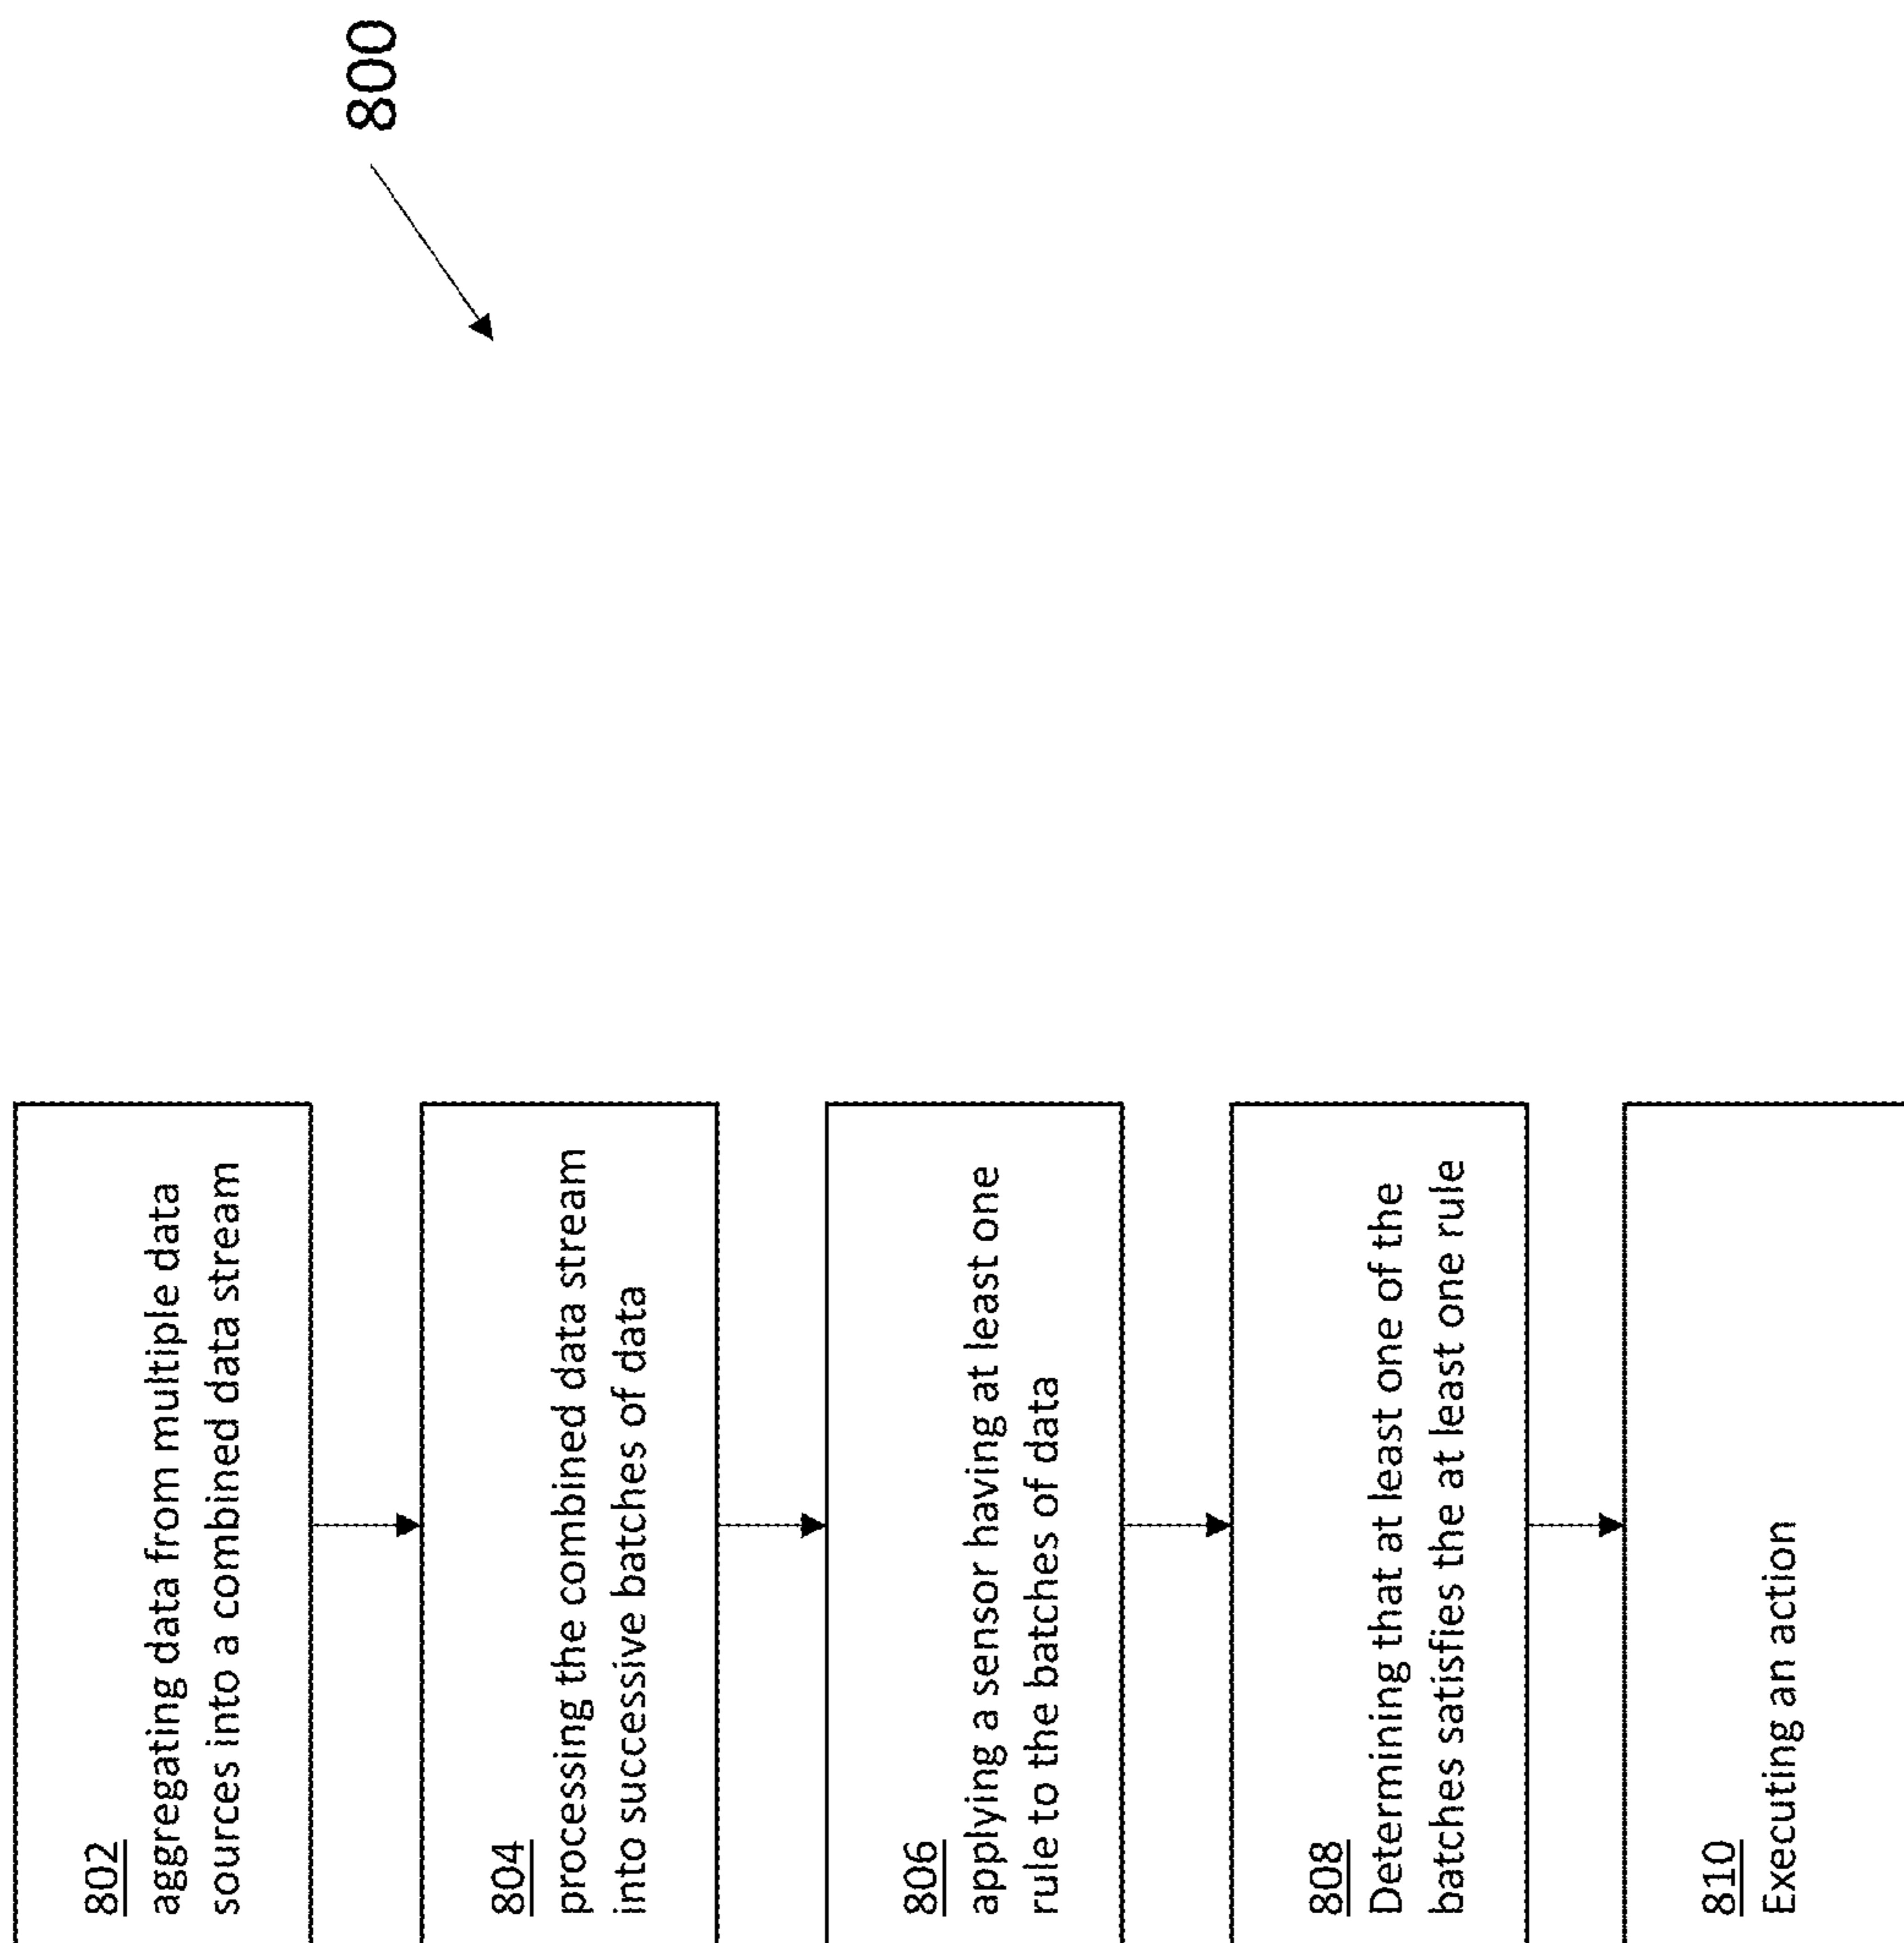 800
802
aggregating data from multiple data
sources into a combined data stream
804
processing the combined data stream
into successive batches of data
806
applying a sensor having at least one
rule to the batches of data
808
Determining that at least one of the
batches satisfies the at least one rule
810
Executing an action